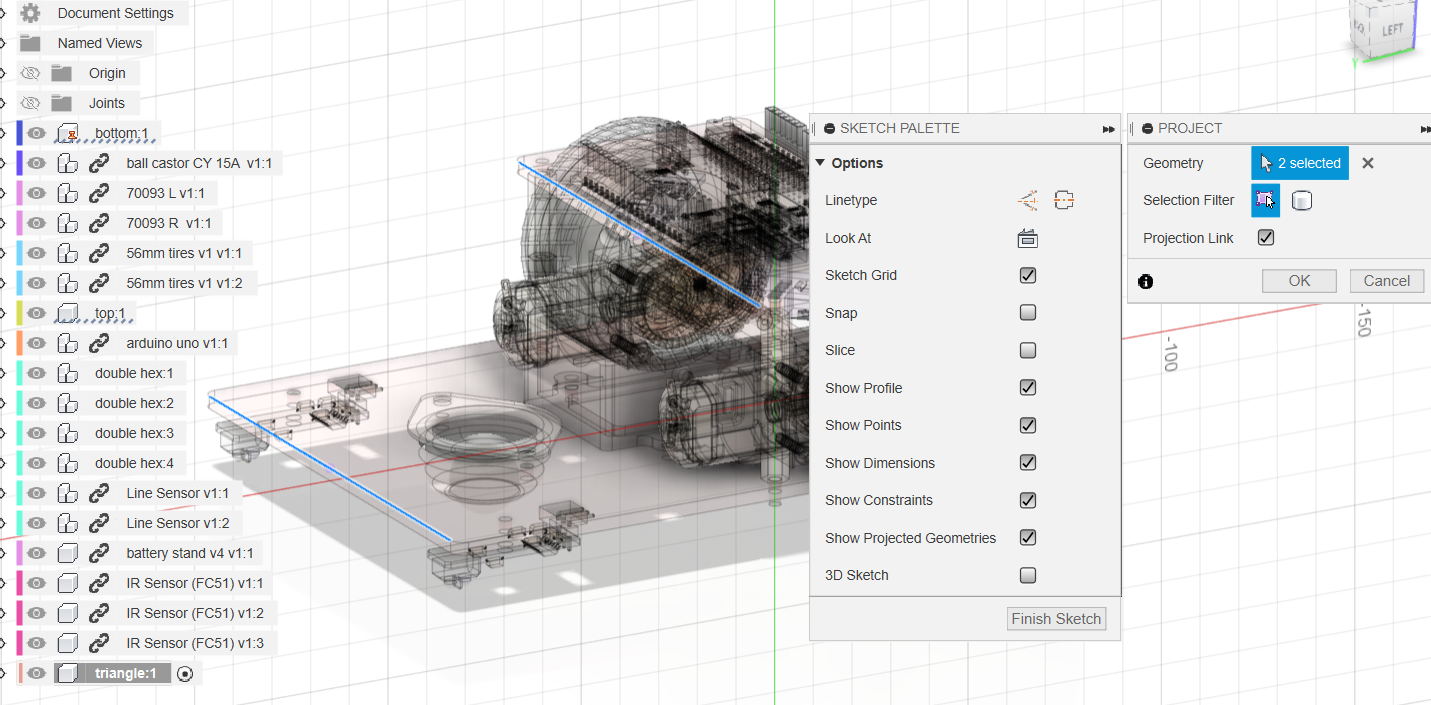 Document Settings
Named Views
Origin
Joints
bottom:1
ball castor CY 15A v1:1
70093 L v1:1
70093 R v1:1
56mm tires v1 v1:1
56mm tires v1 v1:2
top:1
arduino uno v1:1
double hex:1
double hex:2
double hex:3
double hex:4
Line Sensor v1:1
Line Sensor v1:2
battery stand v4 v1:1
IR Sensor (FC51) v1:1
IR Sensor (FC51) v1:2
IR Sensor (FC51) v1:3
triangle:1
SKETCH PALETTE
Options
Linetype
Look At
Sketch Grid
Snap
Slice
Show Profile
Show Points
Show Dimensions
Show Constraints
Show Projected Geometries
3D Sketch
Finish Sketch
PROJECT
Geometry
2 selected
Selection Filter
Projection Link
OK
Cancel
LEFT
Y
-100
-150